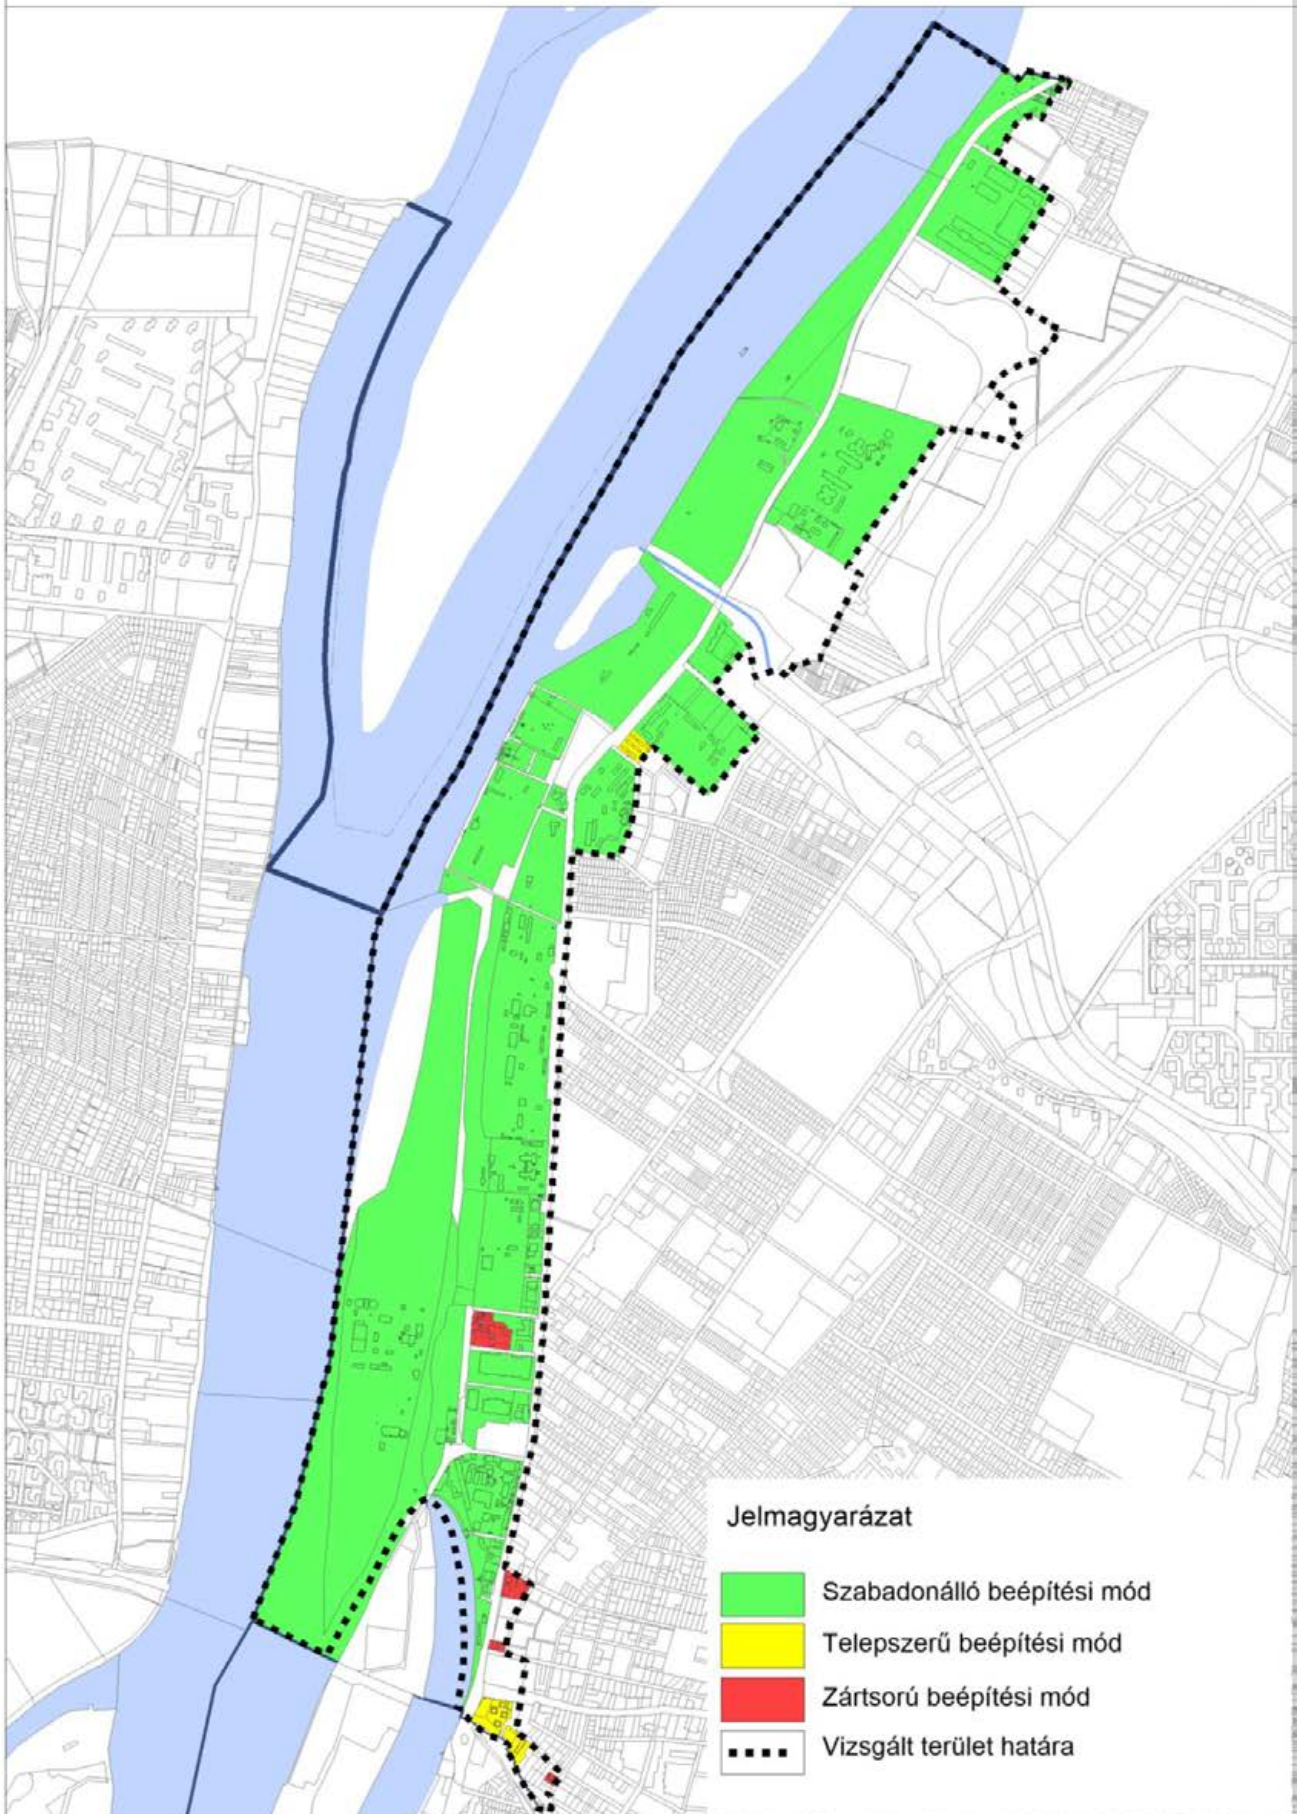 Jelmagyarázat
Szabadonálló beépítési mód
Telepszerű beépítési mód
Zártsorú beépítési mód
Vizsgált terület határa